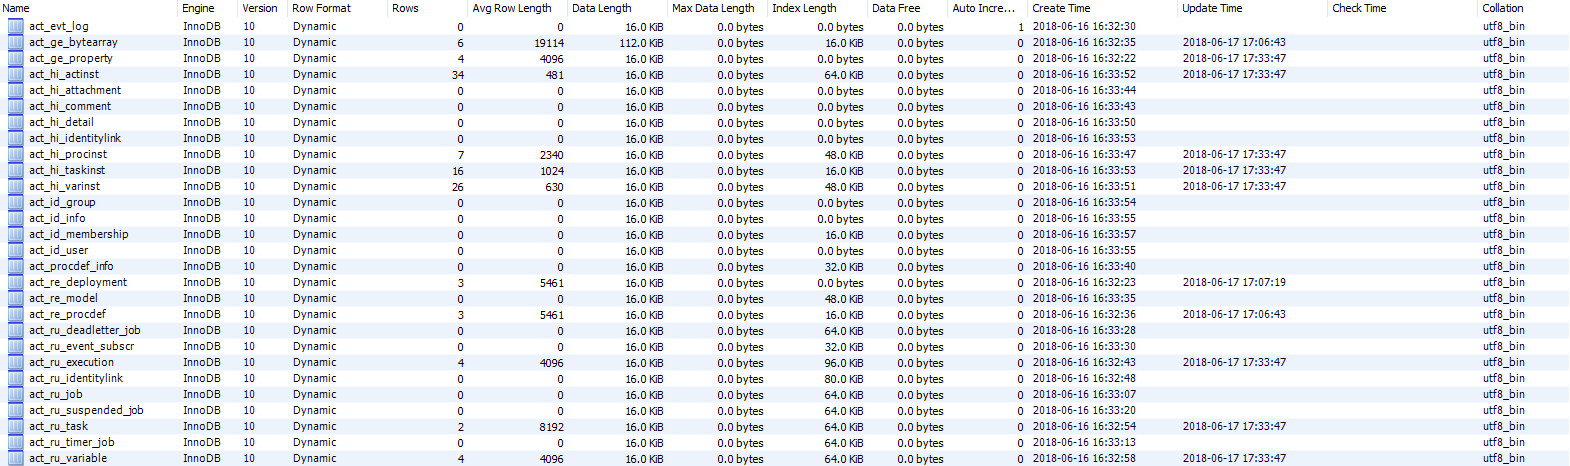 Name Engine Version Row Format Rows Avg Row Length Data Length Max Data Length Index Length Data Free Auto Incre... Create Time Update Time Check Time Collation
act_evt_log InnoDB 10 Dynamic 0 0 16.0 KiB 0.0 bytes 0.0 bytes 0.0 bytes 1 2018-06-16 16:32:30 utf8_bin
act_ge_bytearray InnoDB 10 Dynamic 6 19114 112.0 KiB 0.0 bytes 16.0 KiB 0.0 bytes 0 2018-06-16 16:32:35 2018-06-17 17:06:43 utf8_bin
act_ge_property InnoDB 10 Dynamic 4 4096 16.0 KiB 0.0 bytes 0.0 bytes 0.0 bytes 0 2018-06-16 16:32:22 2018-06-17 17:33:47 utf8_bin
act_hi_actinst InnoDB 10 Dynamic 34 481 16.0 KiB 0.0 bytes 64.0 KiB 0.0 bytes 0 2018-06-16 16:33:52 2018-06-17 17:33:47 utf8_bin
act_hi_attachment InnoDB 10 Dynamic 0 0 16.0 KiB 0.0 bytes 0.0 bytes 0.0 bytes 0 2018-06-16 16:33:44 utf8_bin
act_hi_comment InnoDB 10 Dynamic 0 0 16.0 KiB 0.0 bytes 0.0 bytes 0.0 bytes 0 2018-06-16 16:33:43 utf8_bin
act_hi_detail InnoDB 10 Dynamic 0 0 16.0 KiB 0.0 bytes 0.0 bytes 0.0 bytes 0 2018-06-16 16:33:50 utf8_bin
act_hi_identitylink InnoDB 10 Dynamic 0 0 16.0 KiB 0.0 bytes 0.0 bytes 0.0 bytes 0 2018-06-16 16:33:53 utf8_bin
act_hi_procinst InnoDB 10 Dynamic 7 2340 16.0 KiB 0.0 bytes 48.0 KiB 0.0 bytes 0 2018-06-16 16:33:47 2018-06-17 17:33:47 utf8_bin
act_hi_taskinst InnoDB 10 Dynamic 16 1024 16.0 KiB 0.0 bytes 16.0 KiB 0.0 bytes 0 2018-06-16 16:33:53 2018-06-17 17:33:47 utf8_bin
act_hi_varinst InnoDB 10 Dynamic 26 630 16.0 KiB 0.0 bytes 48.0 KiB 0.0 bytes 0 2018-06-16 16:33:51 2018-06-17 17:33:47 utf8_bin
act_id_group InnoDB 10 Dynamic 0 0 16.0 KiB 0.0 bytes 0.0 bytes 0.0 bytes 0 2018-06-16 16:33:54 utf8_bin
act_id_info InnoDB 10 Dynamic 0 0 16.0 KiB 0.0 bytes 0.0 bytes 0.0 bytes 0 2018-06-16 16:33:55 utf8_bin
act_id_membership InnoDB 10 Dynamic 0 0 16.0 KiB 0.0 bytes 16.0 KiB 0.0 bytes 0 2018-06-16 16:33:57 utf8_bin
act_id_user InnoDB 10 Dynamic 0 0 16.0 KiB 0.0 bytes 0.0 bytes 0.0 bytes 0 2018-06-16 16:33:55 utf8_bin
act_procdef_info InnoDB 10 Dynamic 0 0 16.0 KiB 0.0 bytes 32.0 KiB 0.0 bytes 0 2018-06-16 16:33:40 utf8_bin
act_re_deployment InnoDB 10 Dynamic 3 5461 16.0 KiB 0.0 bytes 0.0 bytes 0.0 bytes 0 2018-06-16 16:32:23 2018-06-17 17:07:19 utf8_bin
act_re_model InnoDB 10 Dynamic 0 0 16.0 KiB 0.0 bytes 48.0 KiB 0.0 bytes 0 2018-06-16 16:33:35 utf8_bin
act_re_procdef InnoDB 10 Dynamic 3 5461 16.0 KiB 0.0 bytes 16.0 KiB 0.0 bytes 0 2018-06-16 16:32:36 2018-06-17 17:06:43 utf8_bin
act_ru_deadletter_job InnoDB 10 Dynamic 0 0 16.0 KiB 0.0 bytes 64.0 KiB 0.0 bytes 0 2018-06-16 16:33:28 utf8_bin
act_ru_event_subscr InnoDB 10 Dynamic 0 0 16.0 KiB 0.0 bytes 32.0 KiB 0.0 bytes 0 2018-06-16 16:33:30 utf8_bin
act_ru_execution InnoDB 10 Dynamic 4 4096 16.0 KiB 0.0 bytes 96.0 KiB 0.0 bytes 0 2018-06-16 16:32:43 2018-06-17 17:33:47 utf8_bin
act_ru_identitylink InnoDB 10 Dynamic 0 0 16.0 KiB 0.0 bytes 80.0 KiB 0.0 bytes 0 2018-06-16 16:32:48 utf8_bin
act_ru_job InnoDB 10 Dynamic 0 0 16.0 KiB 0.0 bytes 64.0 KiB 0.0 bytes 0 2018-06-16 16:33:07 utf8_bin
act_ru_suspended_job InnoDB 10 Dynamic 0 0 16.0 KiB 0.0 bytes 64.0 KiB 0.0 bytes 0 2018-06-16 16:33:20 utf8_bin
act_ru_task InnoDB 10 Dynamic 2 8192 16.0 KiB 0.0 bytes 64.0 KiB 0.0 bytes 0 2018-06-16 16:32:54 2018-06-17 17:33:47 utf8_bin
act_ru_timer_job InnoDB 10 Dynamic 0 0 16.0 KiB 0.0 bytes 64.0 KiB 0.0 bytes 0 2018-06-16 16:33:13 utf8_bin
act_ru_variable InnoDB 10 Dynamic 4 4096 16.0 KiB 0.0 bytes 64.0 KiB 0.0 bytes 0 2018-06-16 16:32:58 2018-06-17 17:33:47 utf8_bin